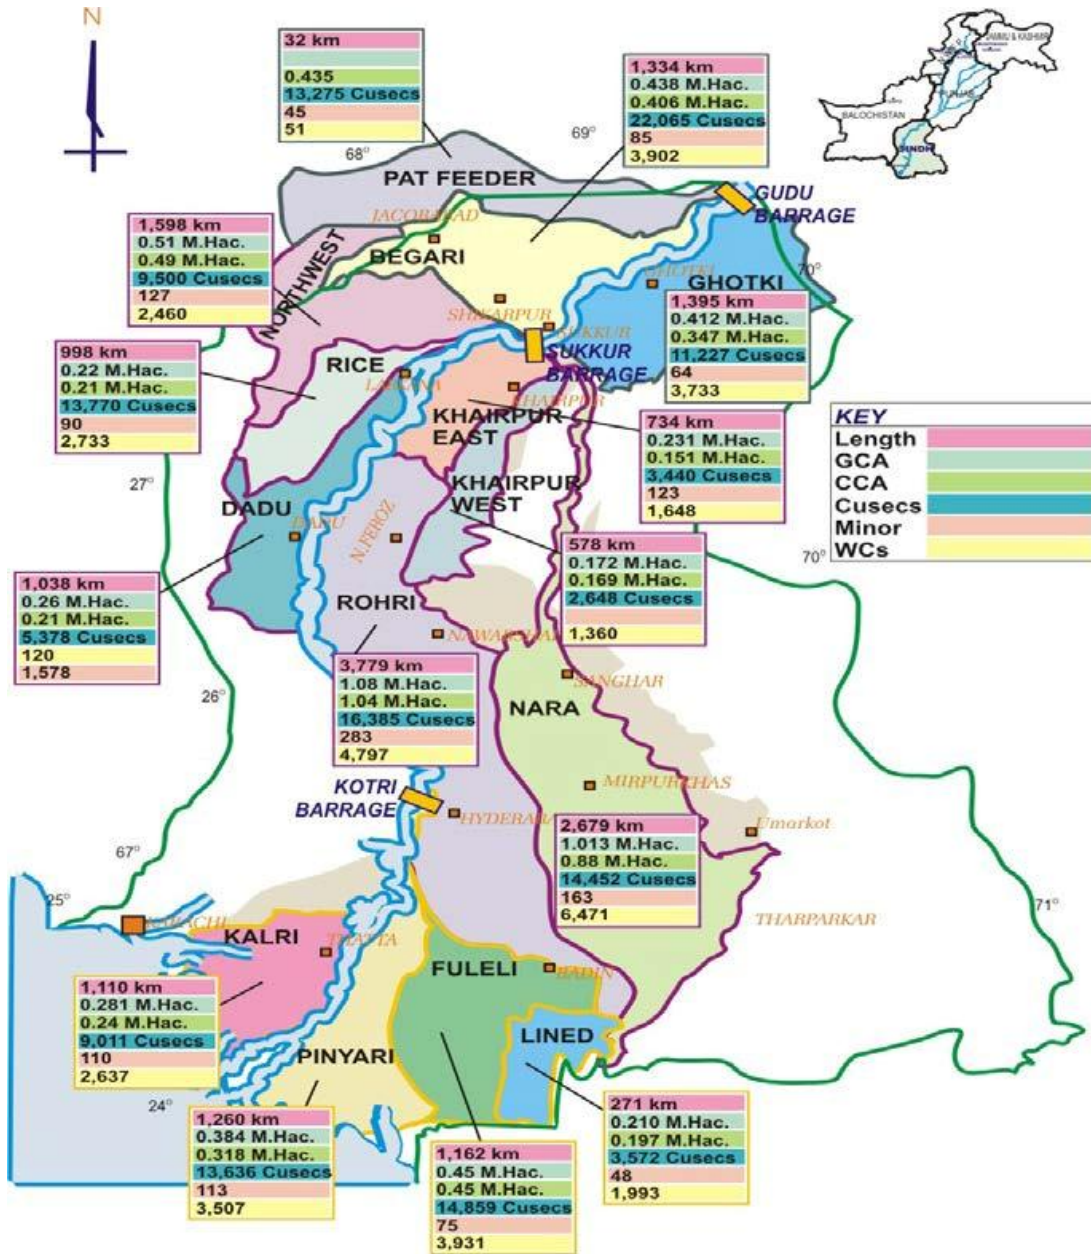 N
32 km
0.435
13,275 Cusecs
45
51
1,334 km
0.438 M.Hac.
0.406 M.Hac.
22,065 Cusecs
85
3,902
JAMMU & KASHMIR
PUNJAB
BALOCHISTAN
SINDH
69°
68°
PAT FEEDER
GUDU
BARRAGE
JACOBABAD
BEGARI
1,598 km
0.51 M.Hac.
0.49 M.Hac.
9,500 Cusecs
127
2,460
NORTHWEST
GHOTKI
GHOTKI
70°
1,395 km
0.412 M.Hac.
0.347 M.Hac.
11,227 Cusecs
64
3,733
SHIKARPUR
SUKKUR
SUKKUR
BARRAGE
998 km
0.22 M.Hac.
0.21 M.Hac.
13,770 Cusecs
90
2,733
RICE
LARKANA
KHAIRPUR
KHAIRPUR
EAST
734 km
0.231 M.Hac.
0.151 M.Hac.
3,440 Cusecs
123
1,648
KEY
Length
GCA
CCA
Cusecs
Minor
WCs
27°
KHAIRPUR
WEST
DADU
DADU
N.FEROZ
578 km
0.172 M.Hac.
0.169 M.Hac.
2,648 Cusecs
1,360
70°
1,038 km
0.26 M.Hac.
0.21 M.Hac.
5,378 Cusecs
120
1,578
ROHRI
NAWABSHAH
3,779 km
1.08 M.Hac.
1.04 M.Hac.
16,385 Cusecs
283
4,797
26°
SANGHAR
NARA
KOTRI
BARRAGE
MIRPURKHAS
HYDERABA
2,679 km
1.013 M.Hac.
0.88 M.Hac.
14,452 Cusecs
163
6,471
Umarkot
67°
25°
THARPARKAR
71°
KARACHI
KALRI
THATTA
FULELI
BADIN
1,110 km
0.281 M.Hac.
0.24 M.Hac.
9,011 Cusecs
110
2,637
LINED
PINYARI
24°
1,260 km
0.384 M.Hac.
0.318 M.Hac.
13,636 Cusecs
113
3,507
1,162 km
0.45 M.Hac.
0.45 M.Hac.
14,859 Cusecs
75
3,931
271 km
0.210 M.Hac.
0.197 M.Hac.
3,572 Cusecs
48
1,993